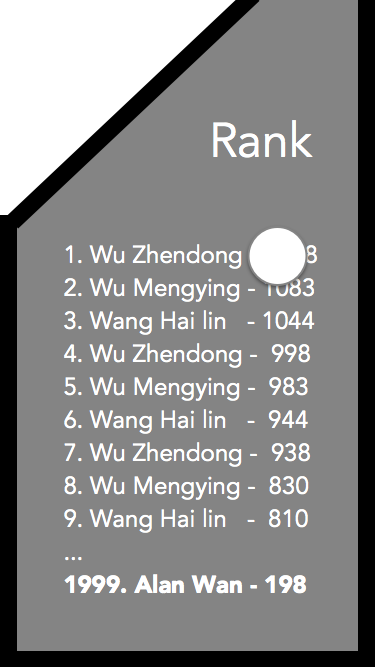 Rank
1. Wu Zhendong
2. Wu Mengying - 1083
3. Wang Hai lin - 1044
4. Wu Zhendong - 998
5. Wu Mengying - 983
6. Wang Hai lin - 944
7. Wu Zhendong - 938
8. Wu Mengying - 830
9. Wang Hai lin - 810
...
1999. Alan Wan - 198